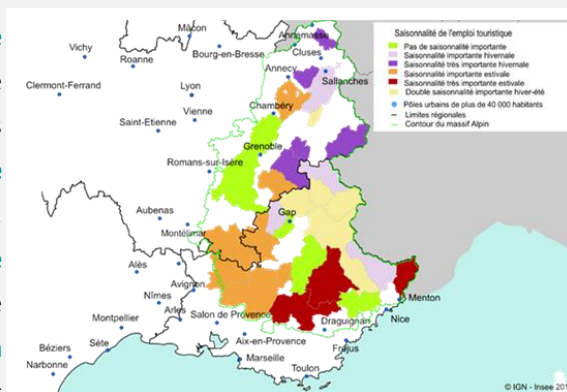 Saisonnalité de l'emploi touristique
Pas de saisonnalité importante
Saisonnalité importante hivernale
Saisonnalité très importante hivernale
Saisonnalité importante estivale
Saisonnalité très importante estivale
Double saisonnalité importante hiver-été
Pôles urbains de plus de 40 000 habitants
Limites régionales
Contour du massif Alpin
Mâcon
Annemasse
Vichy
Roanne
Bourg-en-Bresse
Cluses
Annecy
Sallanches
Clermont-Ferrand
Lyon
Chambéry
Vienne
Saint-Etienne
Grenoble
Romans-sur-Isère
Aubenas
Gap
Montélimar
Alès
Avignon
Nîmes
Menton
Arles
Salon de Provence
Nice
Montpellier
Draguignan
Aix-en-Provence
Fréjus
Béziers
Sète
Marseille
Toulon
Narbonne
© IGN - Insee 201